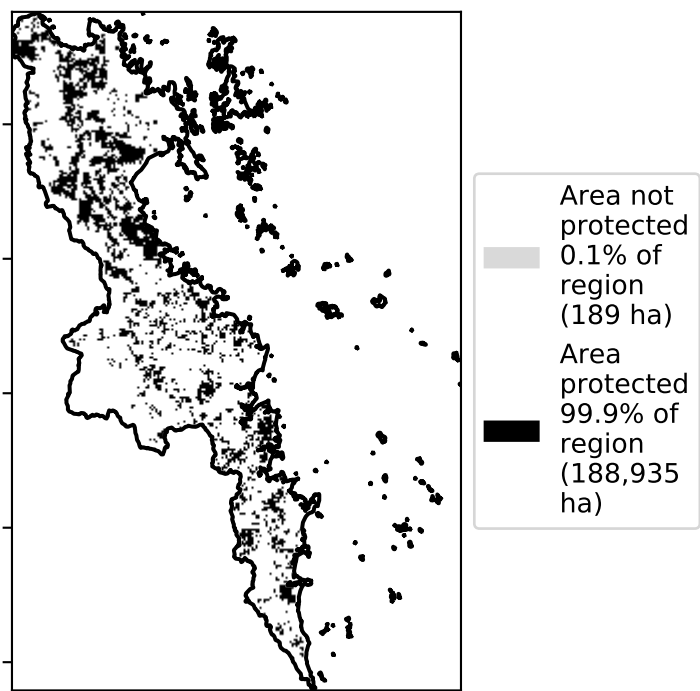 Area not
protected
0.1% of
region
(189 ha)
Area
protected
99.9% of
region
(188,935
ha)